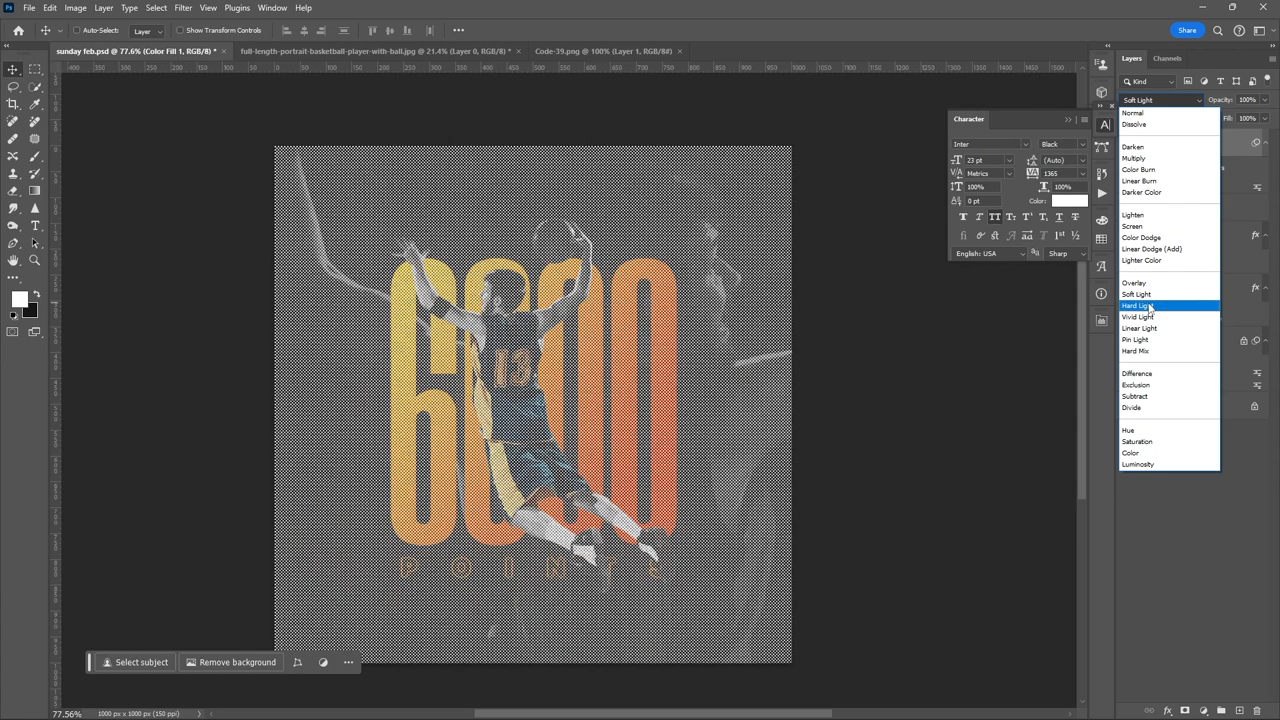 File Edit Image Layer Type Select Filter View Plugins Window Help
Auto-Select: Layer Show Transform Controls Share
sunday feb.psd @ 77.6% (Color Fill 1, RGB/8) * × full-length-portrait-basketball-player-with-ball.jpg @ 21.4% (Layer 0, RGB/8*) * × Code-39.png @ 100% (Layer 1, RGB/8#) ×
Layers Channels
Kind
Soft Light Opacity: 100%
Fill: 100%
Normal
Dissolve
Darken
Multiply
Color Burn
Linear Burn
Darker Color
Lighten
Screen
Color Dodge
Linear Dodge (Add)
Lighter Color
Overlay
Soft Light
Hard Light
Vivid Light
Linear Light
Pin Light
Hard Mix
Difference
Exclusion
Subtract
Divide
Hue
Saturation
Color
Luminosity
Character
Inter Black
23 pt (Auto)
Metrics 1365
100% 100%
0 pt Color:
English: USA Sharp
Select subject Remove background
77.56% 1000 px x 1000 px (150 ppi)